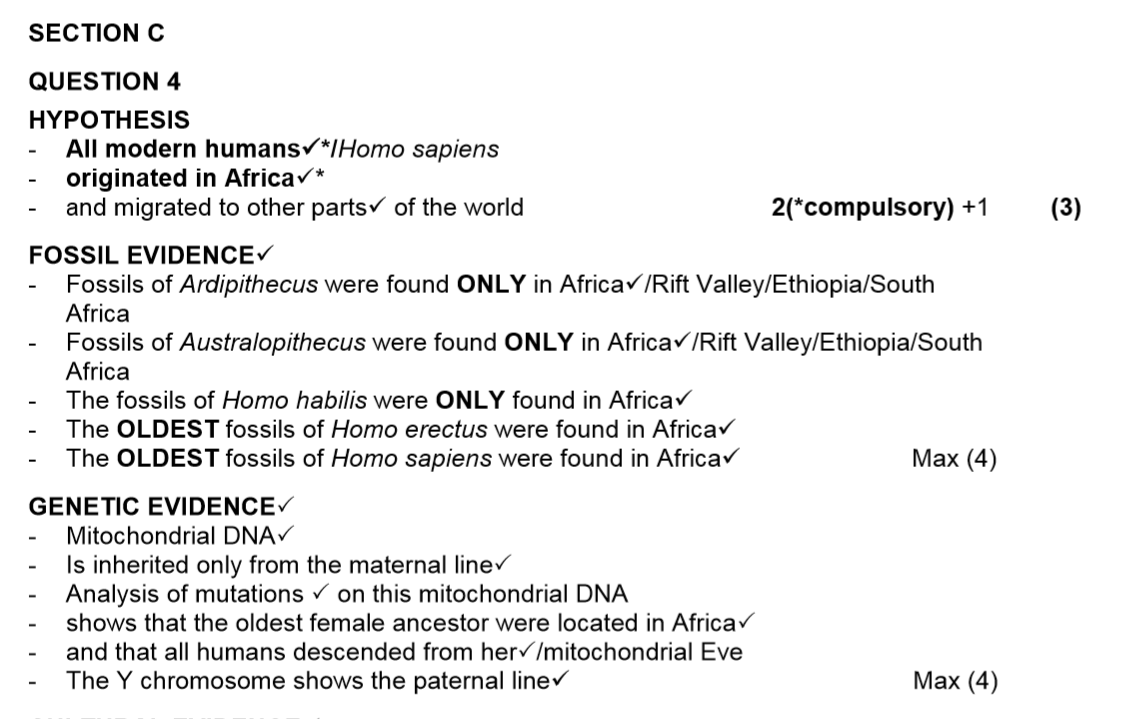 SECTION C
QUESTION 4
HYPOTHESIS
- All modern humans✓*/Homo sapiens
- originated in Africa✓*
- and migrated to other parts✓ of the world 2(*compulsory) +1 (3)
FOSSIL EVIDENCE✓
- Fossils of Ardipithecus were found ONLY in Africa✓/Rift Valley/Ethiopia/South
Africa
- Fossils of Australopithecus were found ONLY in Africa✓/Rift Valley/Ethiopia/South
Africa
- The fossils of Homo habilis were ONLY found in Africa✓
- The OLDEST fossils of Homo erectus were found in Africa✓
- The OLDEST fossils of Homo sapiens were found in Africa✓ Max (4)
GENETIC EVIDENCE✓
- Mitochondrial DNA✓
- Is inherited only from the maternal line✓
- Analysis of mutations ✓ on this mitochondrial DNA
- shows that the oldest female ancestor were located in Africa✓
- and that all humans descended from her✓/mitochondrial Eve
- The Y chromosome shows the paternal line✓ Max (4)